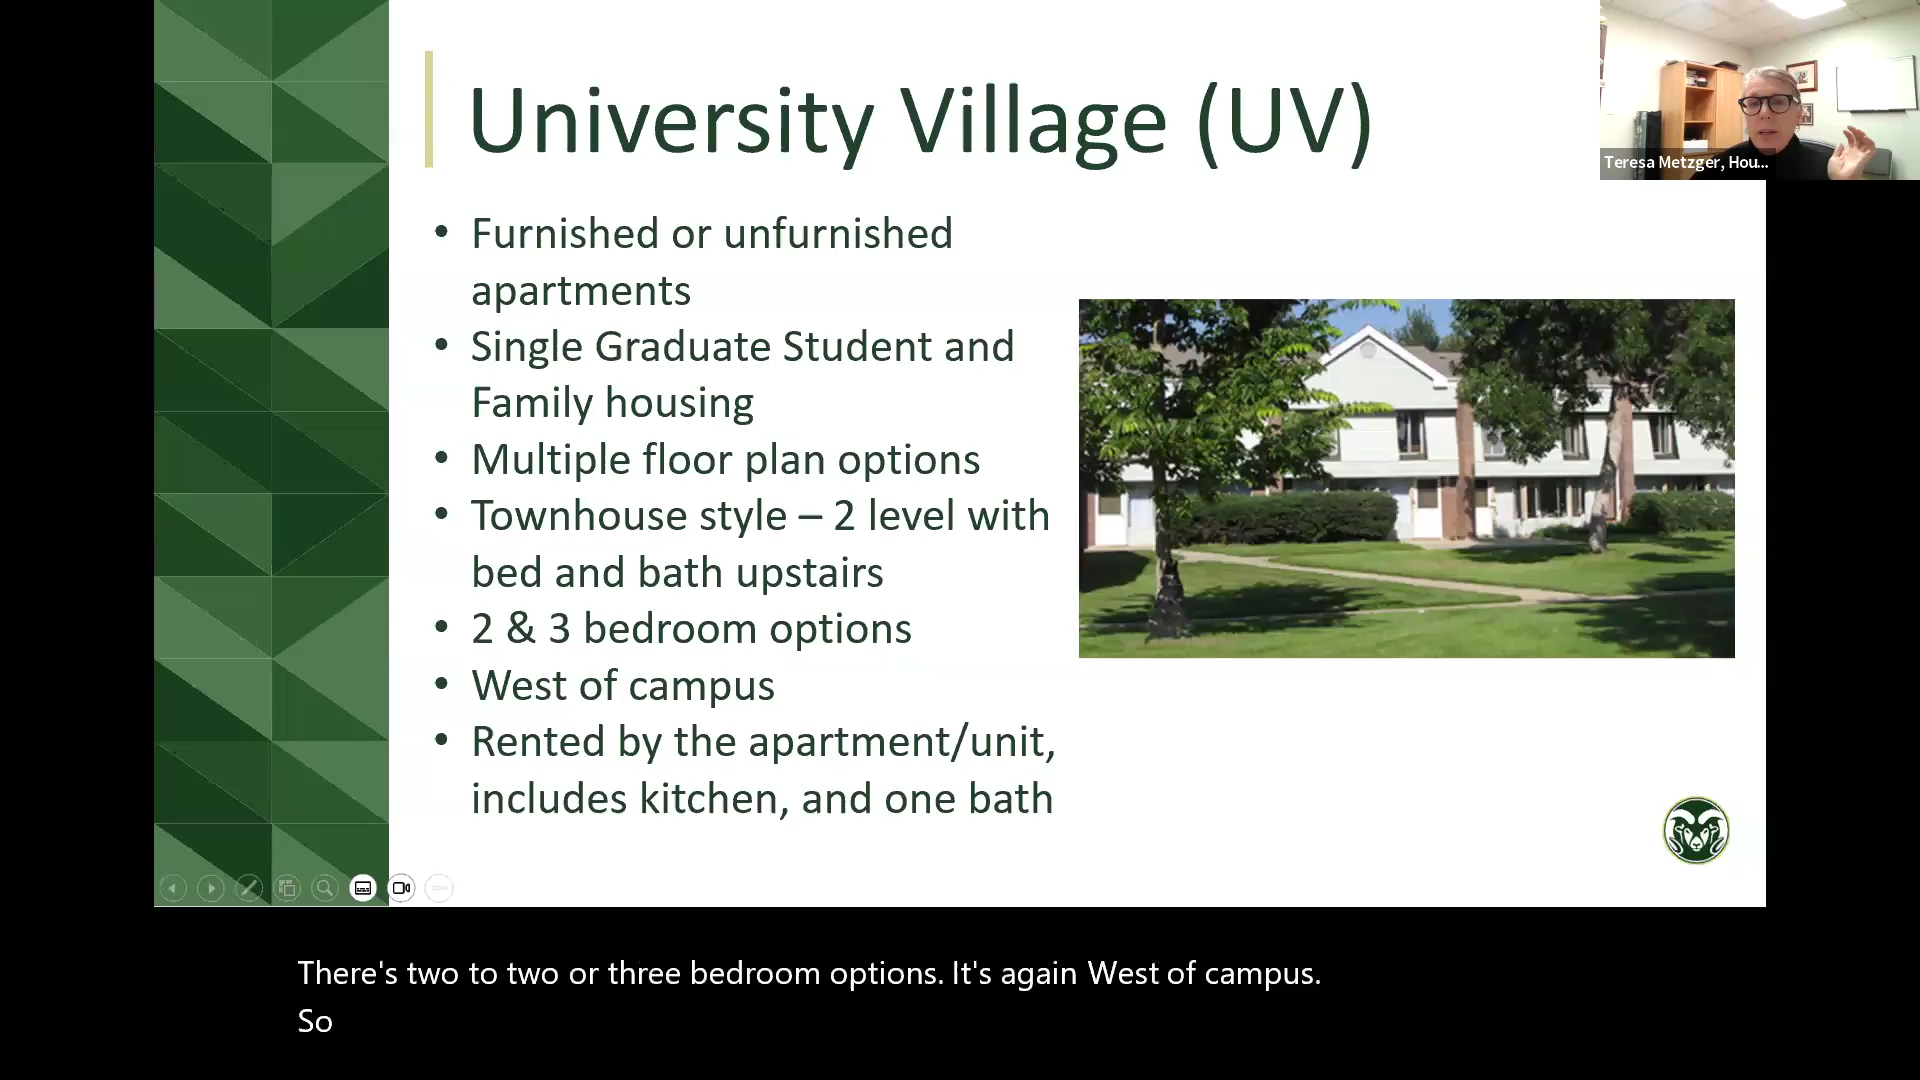 University Village (UV)
• Furnished or unfurnished
apartments
• Single Graduate Student and
Family housing
• Multiple floor plan options
• Townhouse style – 2 level with
bed and bath upstairs
• 2 & 3 bedroom options
• West of campus
• Rented by the apartment/unit,
includes kitchen, and one bath
Teresa Metzger, Hou...
There's two to two or three bedroom options. It's again West of campus.
So